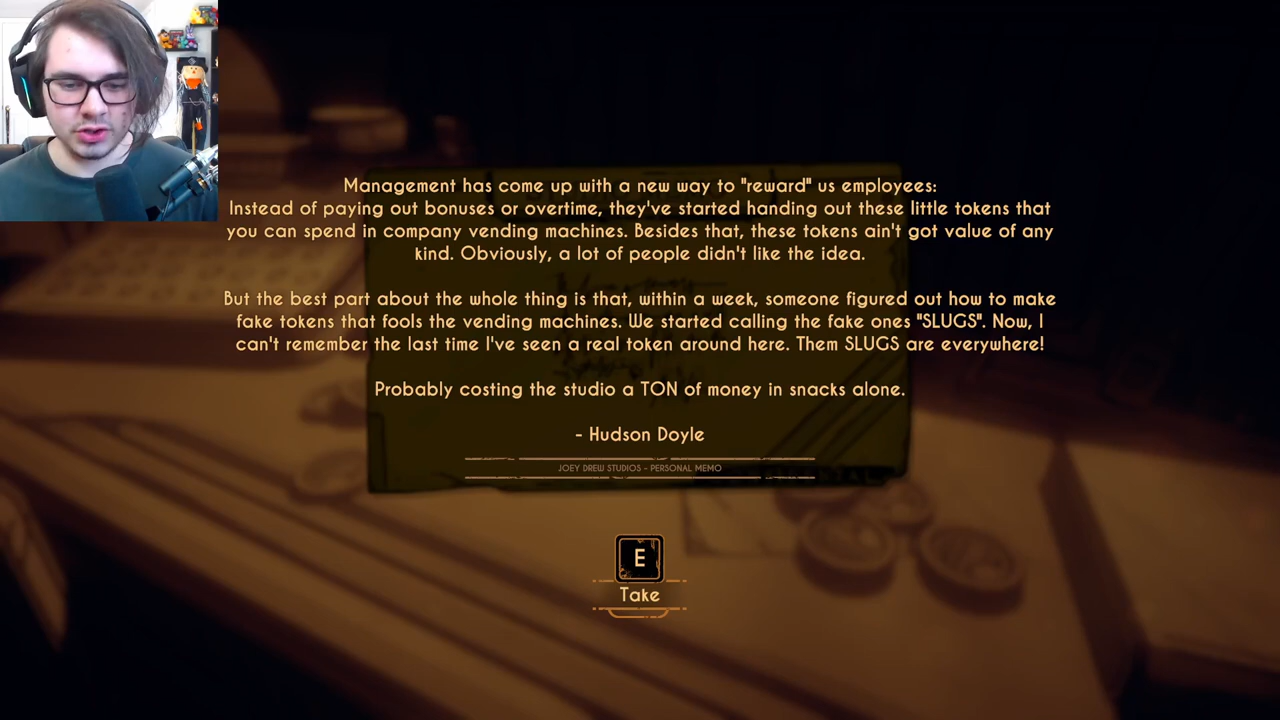 Management has come up with a new way to "reward" us employees:
Instead of paying out bonuses or overtime, they've started handing out these little tokens that
you can spend in company vending machines. Besides that, these tokens ain't got value of any
kind. Obviously, a lot of people didn't like the idea.
But the best part about the whole thing is that, within a week, someone figured out how to make
fake tokens that fools the vending machines. We started calling the fake ones "SLUGS". Now, I
can't remember the last time I've seen a real token around here. Them SLUGS are everywhere!
Probably costing the studio a TON of money in snacks alone.
- Hudson Doyle
JOEY DREW STUDIOS - PERSONAL MEMO
E
Take